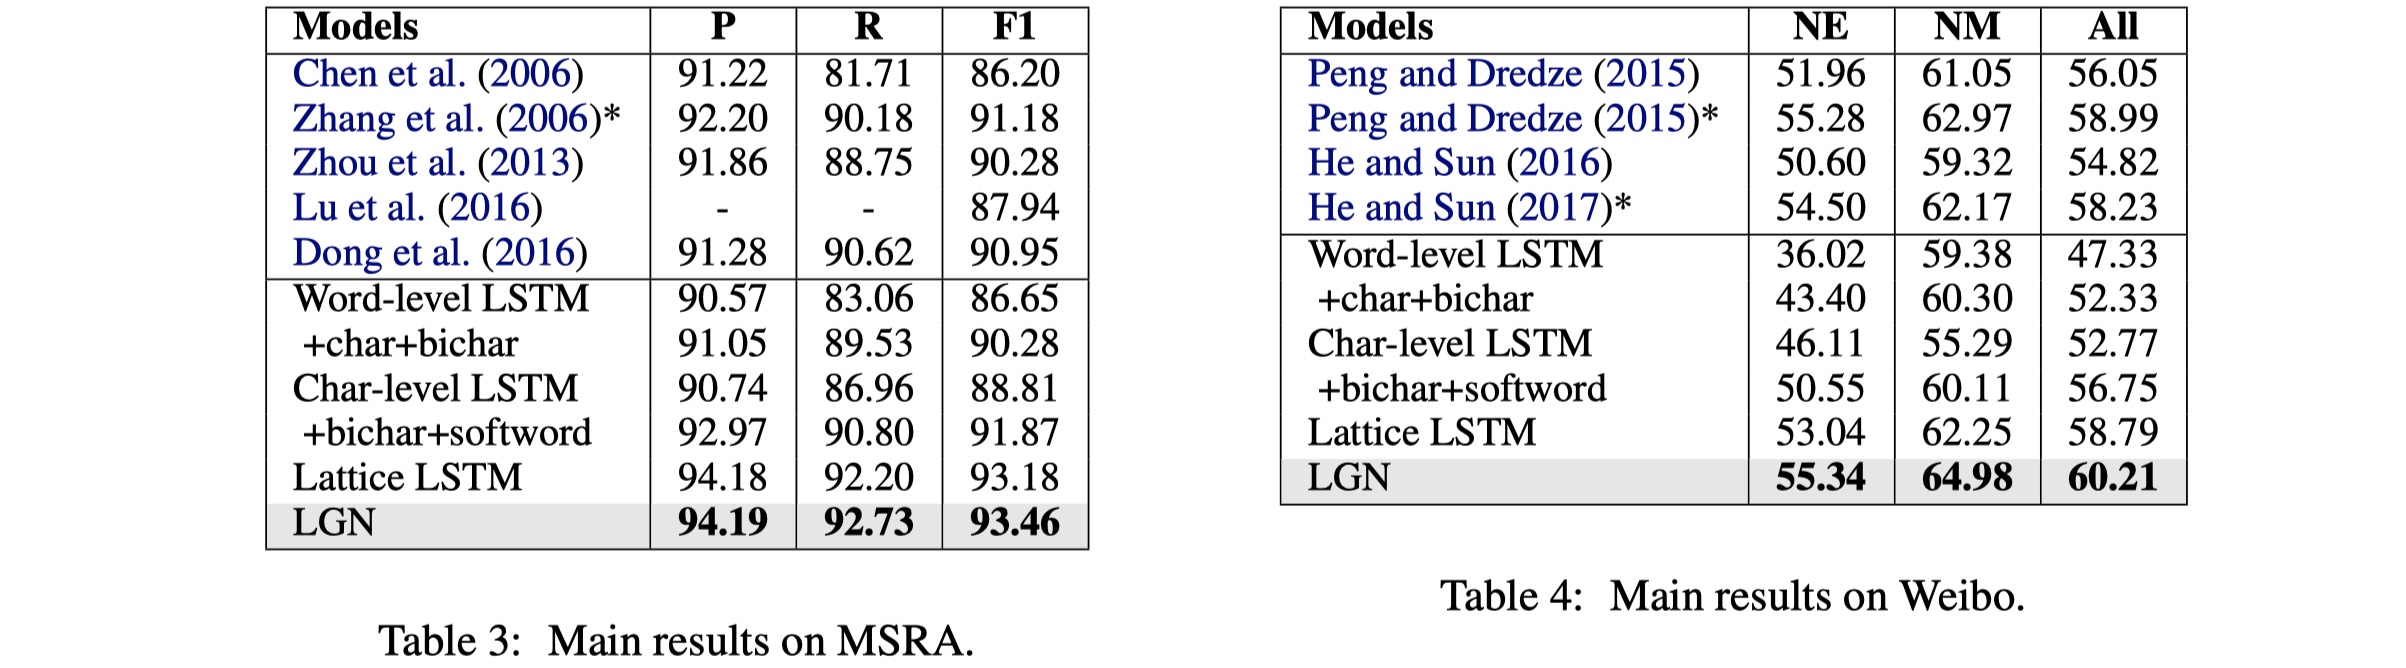 Models P R F1
Chen et al. (2006) 91.22 81.71 86.20
Zhang et al. (2006)* 92.20 90.18 91.18
Zhou et al. (2013) 91.86 88.75 90.28
Lu et al. (2016) - - 87.94
Dong et al. (2016) 91.28 90.62 90.95
Word-level LSTM 90.57 83.06 86.65
+char+bichar 91.05 89.53 90.28
Char-level LSTM 90.74 86.96 88.81
+bichar+softword 92.97 90.80 91.87
Lattice LSTM 94.18 92.20 93.18
LGN 94.19 92.73 93.46
Table 3: Main results on MSRA.
Models NE NM All
Peng and Dredze (2015) 51.96 61.05 56.05
Peng and Dredze (2015)* 55.28 62.97 58.99
He and Sun (2016) 50.60 59.32 54.82
He and Sun (2017)* 54.50 62.17 58.23
Word-level LSTM 36.02 59.38 47.33
+char+bichar 43.40 60.30 52.33
Char-level LSTM 46.11 55.29 52.77
+bichar+softword 50.55 60.11 56.75
Lattice LSTM 53.04 62.25 58.79
LGN 55.34 64.98 60.21
Table 4: Main results on Weibo.